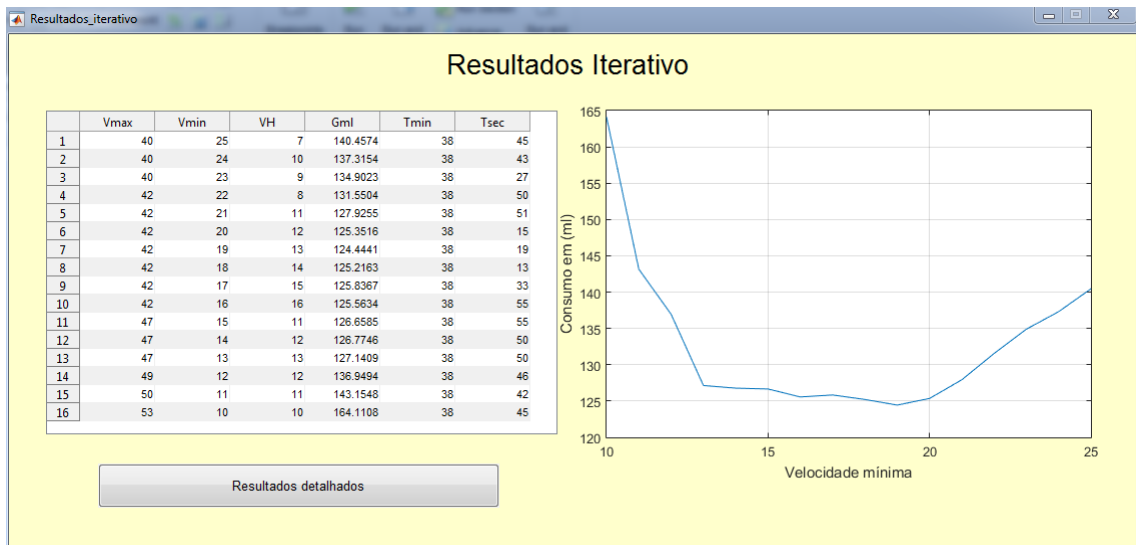 Resultados_iterativo
Resultados Iterativo
Vmax Vmin VH Gml Tmin Tsec
1 40 25 7 140.4574 38 45
2 40 24 10 137.3154 38 43
3 40 23 9 134.9023 38 27
4 42 22 8 131.5504 38 50
5 42 21 11 127.9255 38 51
6 42 20 12 125.3516 38 15
7 42 19 13 124.4441 38 19
8 42 18 14 125.2163 38 13
9 42 17 15 125.8367 38 33
10 42 16 16 125.5634 38 55
11 47 15 11 126.6585 38 55
12 47 14 12 126.7746 38 50
13 47 13 13 127.1409 38 50
14 49 12 12 136.9494 38 46
15 50 11 11 143.1548 38 42
16 53 10 10 164.1108 38 45
Resultados detalhados
Consumo em (ml)
165
160
155
150
145
140
135
130
125
120
10 15 20 25
Velocidade mínima